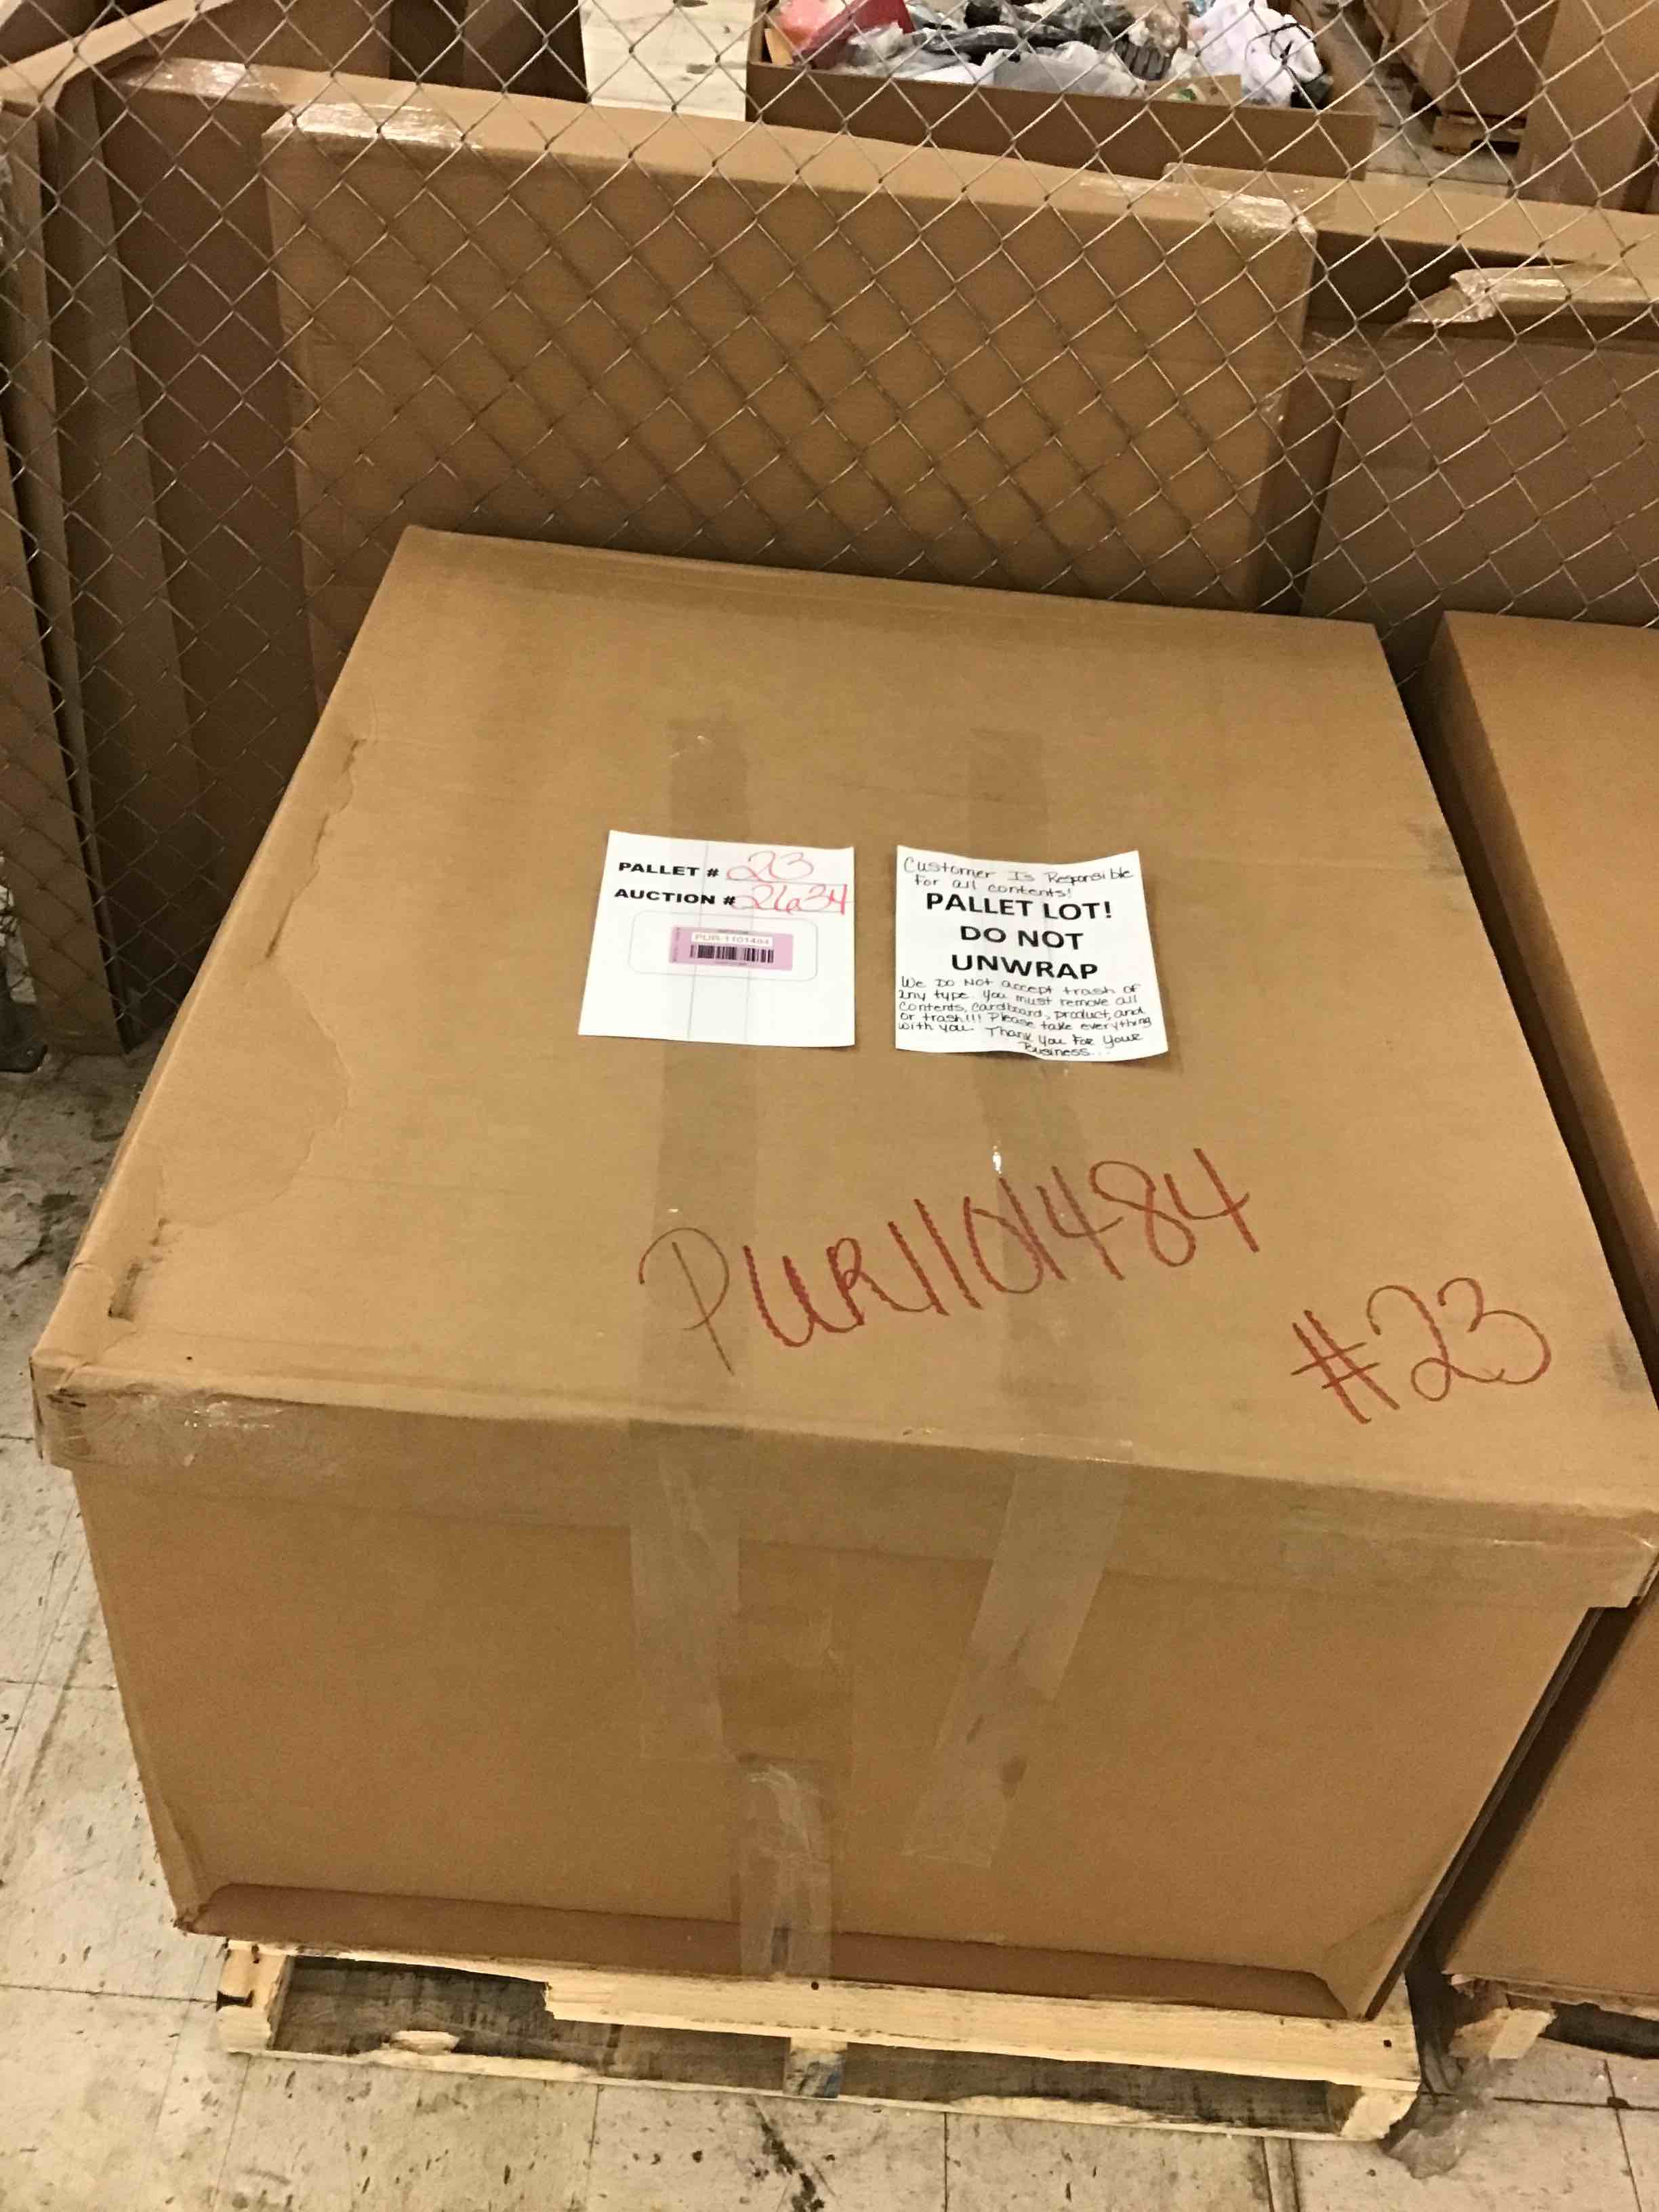 PALLET # 23
AUCTION # 22634
PUR-1101484
Customer Is Responsible
For all contents!
PALLET LOT!
DO NOT
UNWRAP
We DO NOT accept trash of
any type. You must remove all
contents, cardboard, product, and
or trash!!! Please take everything
with you. Thank You For Your
Business...
PUR1101484
#23